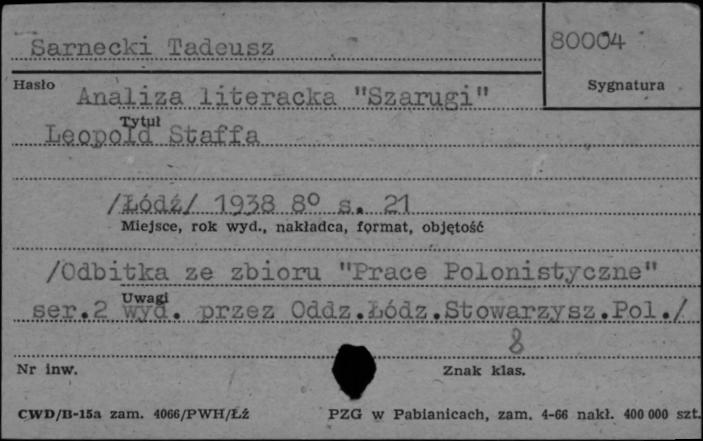 Sarnecki Tadeusz
80004
Hasło
Sygnatura
Analiza literacka "Szarugi"
Tytuł
Leopold Staffa
/Łódź/ 1938 8° s. 21
Miejsce, rok wyd., nakładca, format, objętość
/Odbitka ze zbioru "Prace Polonistyczne"
Uwagi
ser.2 wyd. przez Oddz.Łódz.Stowarzysz.Pol./
8
Nr inw.
Znak klas.
CWD/B-15a zam. 4066/PWH/Łź
PZG w Pabianicach, zam. 4-66 nakł. 400 000 szt.